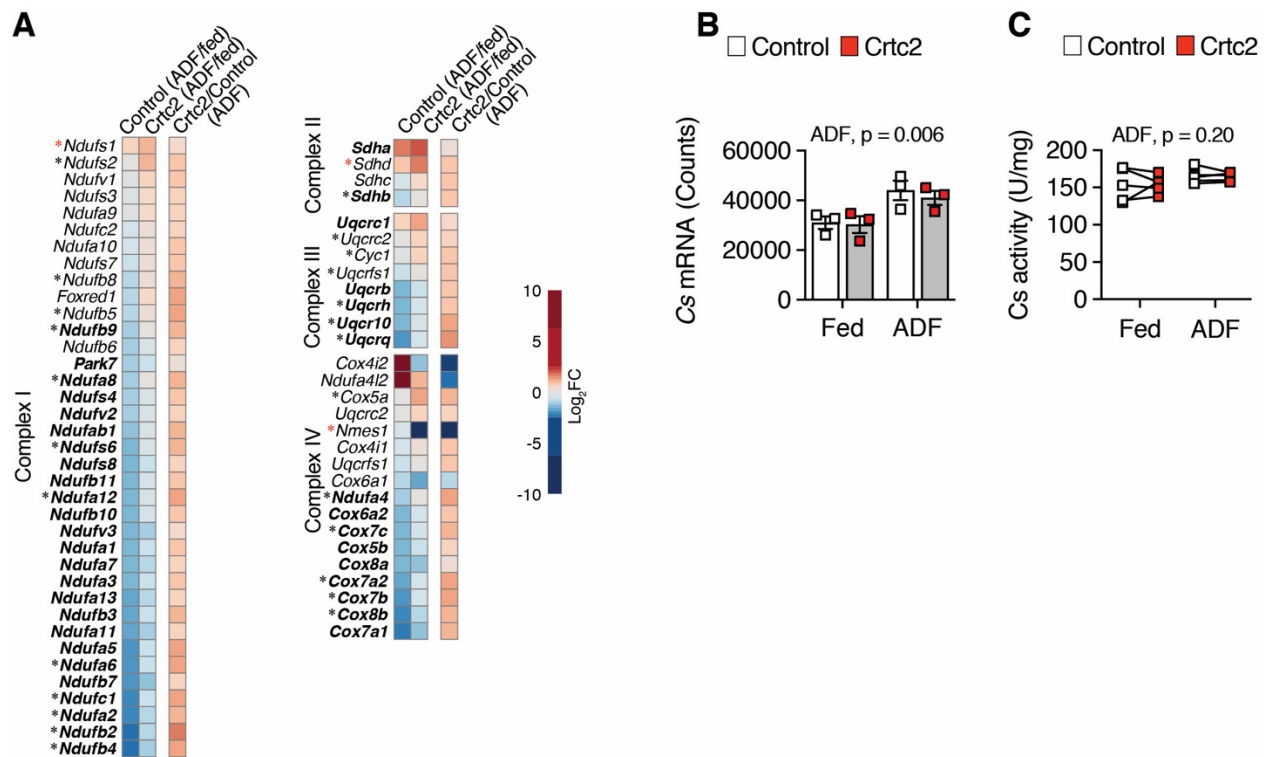 A
Control (ADF/fed)
Crtc2 (ADF/fed)
Crtc2/Control
(ADF)
Complex I
*Ndufs1
*Ndufs2
Ndufv1
Ndufs3
Ndufa9
Ndufc2
Ndufa10
Ndufs7
*Ndufb8
Foxred1
*Ndufb5
*Ndufb9
Ndufb6
Park7
*Ndufa8
Ndufs4
Ndufv2
Ndufab1
*Ndufs6
Ndufs8
Ndufb11
*Ndufa12
Ndufb10
Ndufv3
Ndufa1
Ndufa7
Ndufa3
Ndufa13
Ndufb3
Ndufa11
Ndufa5
*Ndufa6
Ndufb7
*Ndufc1
*Ndufa2
*Ndufb2
*Ndufb4
Control (ADF/fed)
Crtc2 (ADF/fed)
Crtc2/Control
(ADF)
Complex II
Sdha
*Sdhd
Sdhc
*Sdhb
Complex III
Uqcrc1
*Uqcrc2
*Cyc1
*Uqcrfs1
Uqcrb
*Uqcrh
*Uqcr10
*Uqcrq
Complex IV
Cox4i2
Ndufa4l2
*Cox5a
Uqcrc2
*Nmes1
Cox4i1
Uqcrfs1
Cox6a1
*Ndufa4
Cox6a2
*Cox7c
Cox5b
Cox8a
*Cox7a2
*Cox7b
*Cox8b
Cox7a1
10
5
0
-5
-10
Log2FC
B
Control Crtc2
ADF, p = 0.006
Cs mRNA (Counts)
60000
40000
20000
0
Fed ADF
C
Control Crtc2
ADF, p = 0.20
Cs activity (U/mg)
200
150
100
50
0
Fed ADF